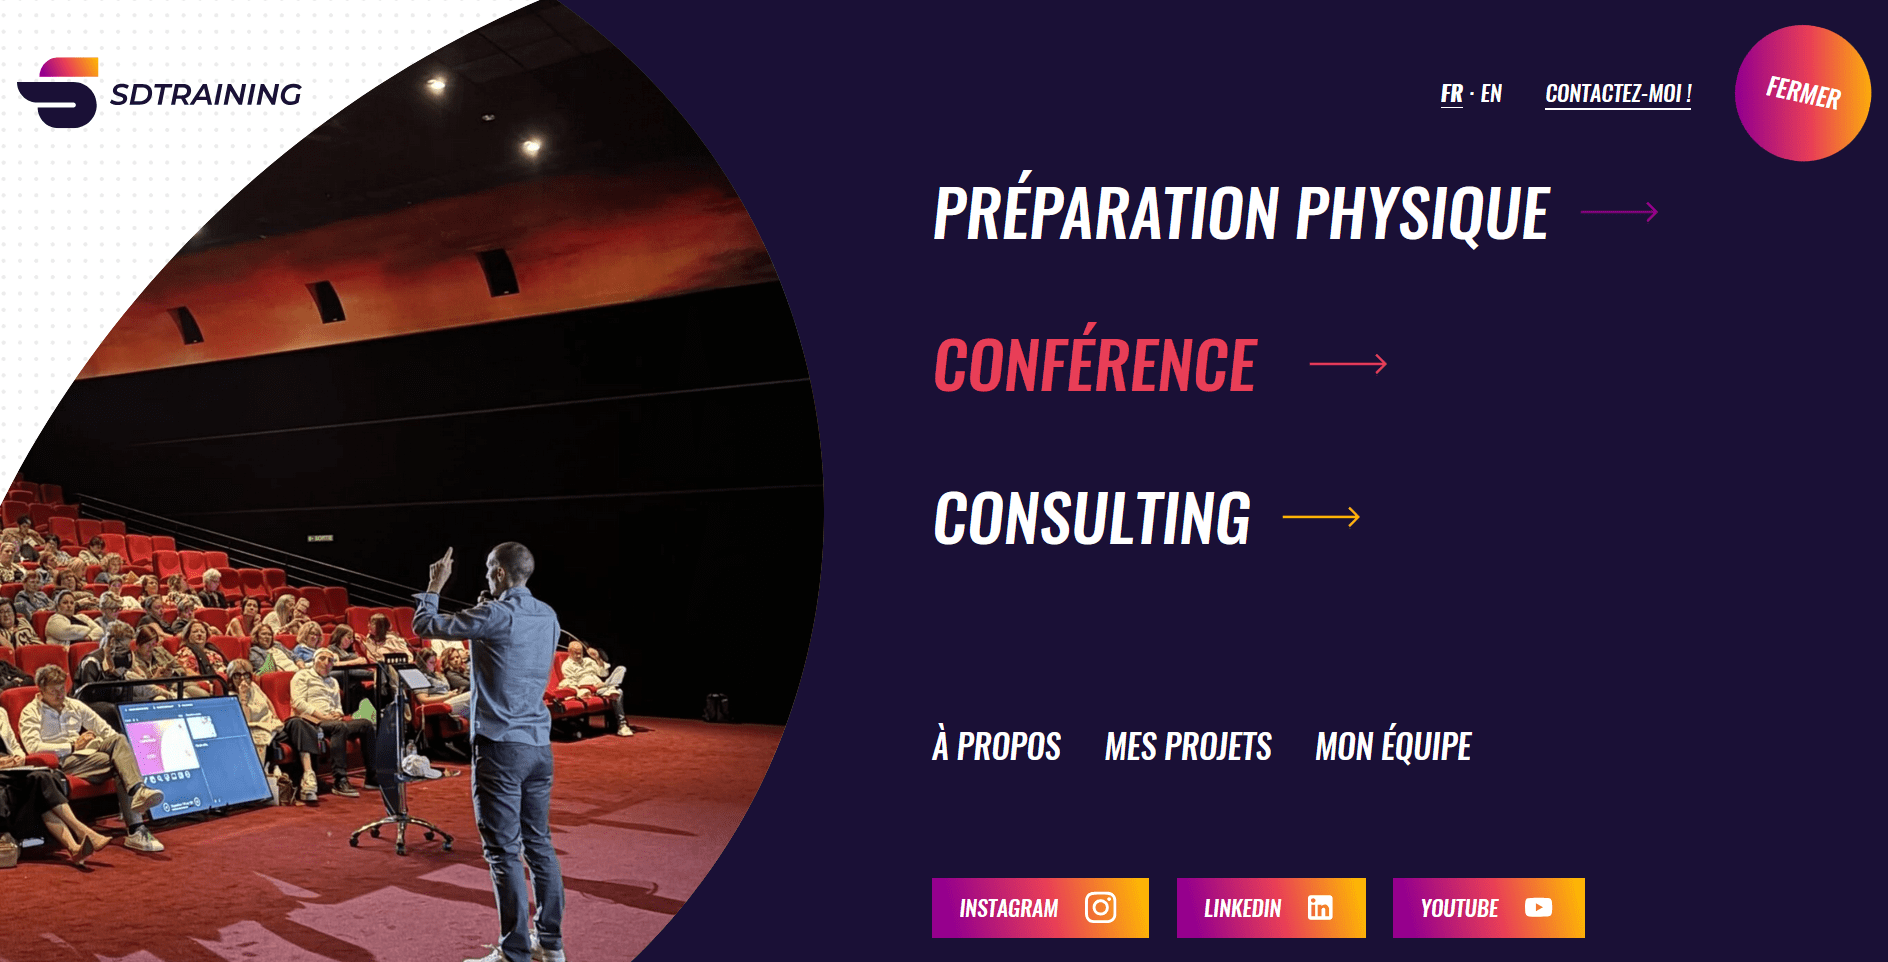 SDTRAINING
FR · EN
CONTACTEZ-MOI !
FERMER
PRÉPARATION PHYSIQUE
CONFÉRENCE
CONSULTING
À PROPOS
MES PROJETS
MON ÉQUIPE
INSTAGRAM
LINKEDIN
YOUTUBE